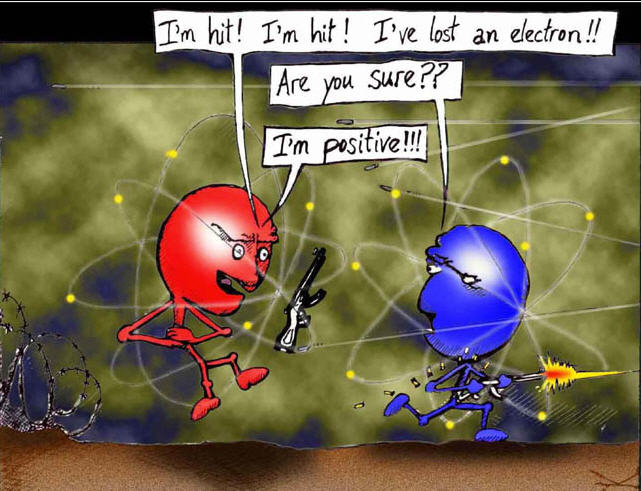 I'm hit! I'm hit! I've lost an electron!!
Are you sure??
I'm positive!!!